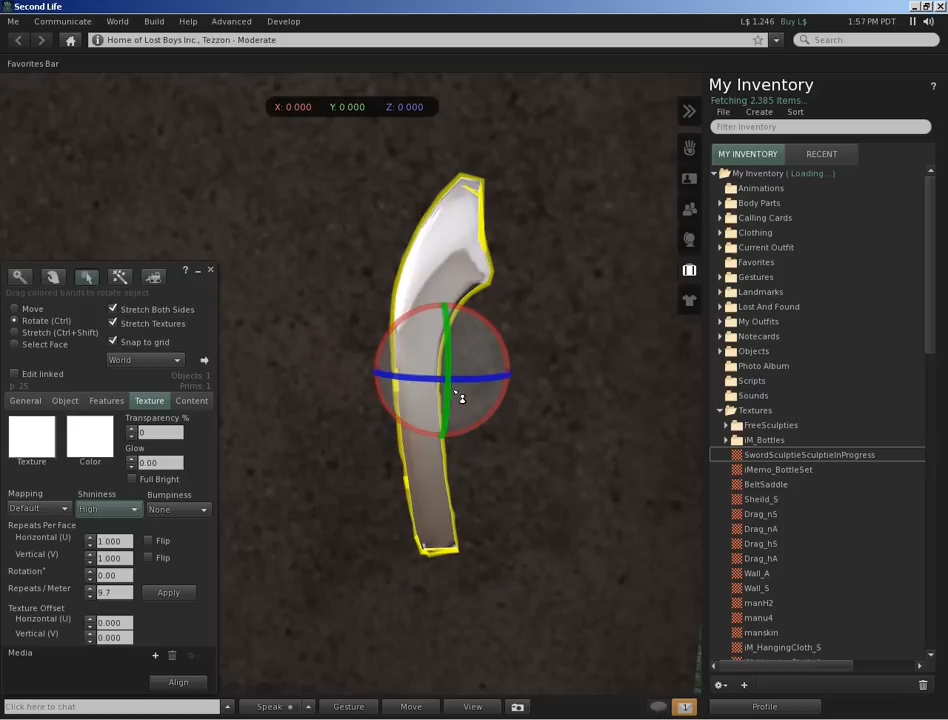 Second Life
Me Communicate World Build Help Advanced Develop L$ 1,246 Buy L$ 1:57PM PDT
Home of Lost Boys Inc., Tezzon - Moderate Search
Favorites Bar
X: 0 000 Y: 0 000 Z: 0 000
Drag colored bands to rotate object
Move
Rotate (Ctrl)
Stretch (Ctrl+Shift)
Select Face
Stretch Both Sides
Stretch Textures
Snap to grid
World
Edit linked
Objects: 1
þ: 25 Prims: 1
General Object Features Texture Content
Transparency %
0
Glow
0.00
Full Bright
Texture Color
Mapping Shininess Bumpiness
Default High None
Repeats Per Face
Horizontal (U) 1.000 Flip
Vertical (V) 1.000 Flip
Rotation° 0.00
Repeats / Meter 9.7 Apply
Texture Offset
Horizontal (U) 0.000
Vertical (V) 0.000
Media
Align
My Inventory ?
Fetching 2,385 Items...
File Create Sort
Filter Inventory
MY INVENTORY RECENT
My Inventory ( Loading...)
Animations
Body Parts
Calling Cards
Clothing
Current Outfit
Favorites
Gestures
Landmarks
Lost And Found
My Outfits
Notecards
Objects
Photo Album
Scripts
Sounds
Textures
FreeSculpties
iM_Bottles
SwordSculptieSculptieInProgress
iMemo_BottleSet
BeltSaddle
Sheild_S
Drag_nS
Drag_nA
Drag_hS
Drag_hA
Wall_A
Wall_S
manH2
manu4
manskin
iM_HangingCloth_S
Click here to chat Speak Gesture Move View 1 Profile